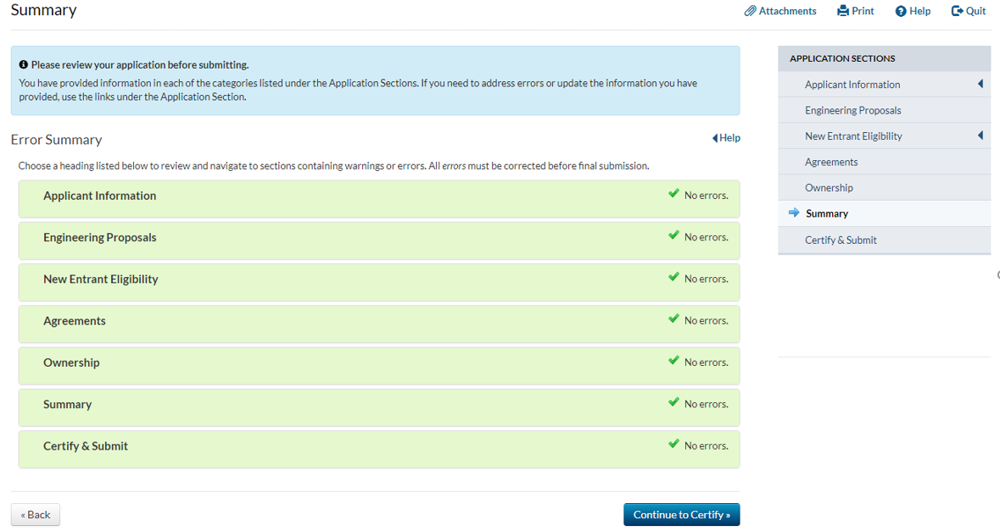 Summary
Attachments
Print
Help
Quit
Please review your application before submitting.
You have provided information in each of the categories listed under the Application Sections. If you need to address errors or update the information you have
provided, use the links under the Application Section.
Error Summary
Help
Choose a heading listed below to review and navigate to sections containing warnings or errors. All errors must be corrected before final submission.
Applicant Information
No errors.
Engineering Proposals
No errors.
New Entrant Eligibility
No errors.
Agreements
No errors.
Ownership
No errors.
Summary
No errors.
Certify & Submit
No errors.
« Back
Continue to Certify »
APPLICATION SECTIONS
Applicant Information
Engineering Proposals
New Entrant Eligibility
Agreements
Ownership
Summary
Certify & Submit